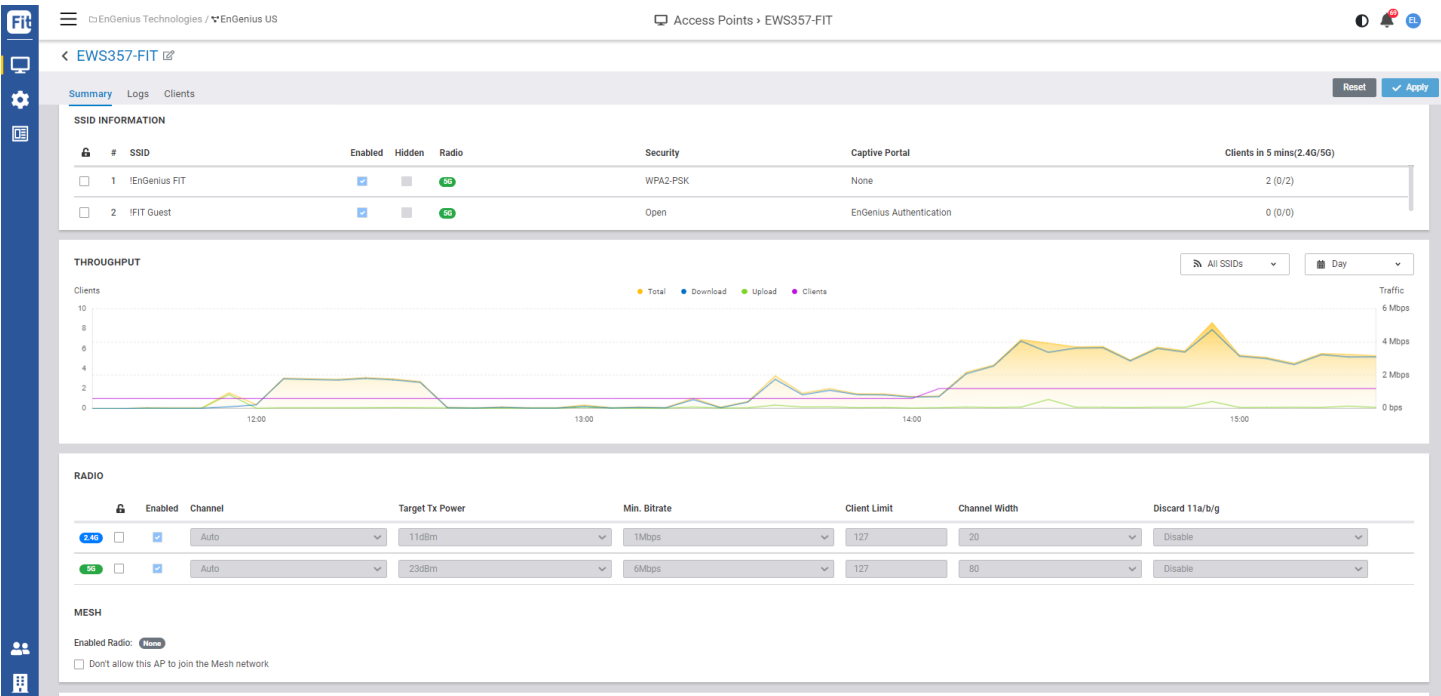 Fit
EnGenius Technologies / EnGenius US
Access Points › EWS357-FIT
69
EL
EWS357-FIT
Summary Logs Clients
Reset Apply
SSID INFORMATION
# SSID Enabled Hidden Radio Security Captive Portal Clients in 5 mins(2.4G/5G)
1 !EnGenius FIT 5G WPA2-PSK None 2 (0/2)
2 !FIT Guest 5G Open EnGenius Authentication 0 (0/0)
THROUGHPUT
All SSIDs Day
Clients Total Download Upload Clients Traffic
10 6 Mbps
8
6 4 Mbps
4
2 2 Mbps
0 0 bps
12:00 13:00 14:00 15:00
RADIO
Enabled Channel Target Tx Power Min. Bitrate Client Limit Channel Width Discard 11a/b/g
2.4G Auto 11dBm 1Mbps 127 20 Disable
5G Auto 23dBm 6Mbps 127 80 Disable
MESH
Enabled Radio: None
Don't allow this AP to join the Mesh network